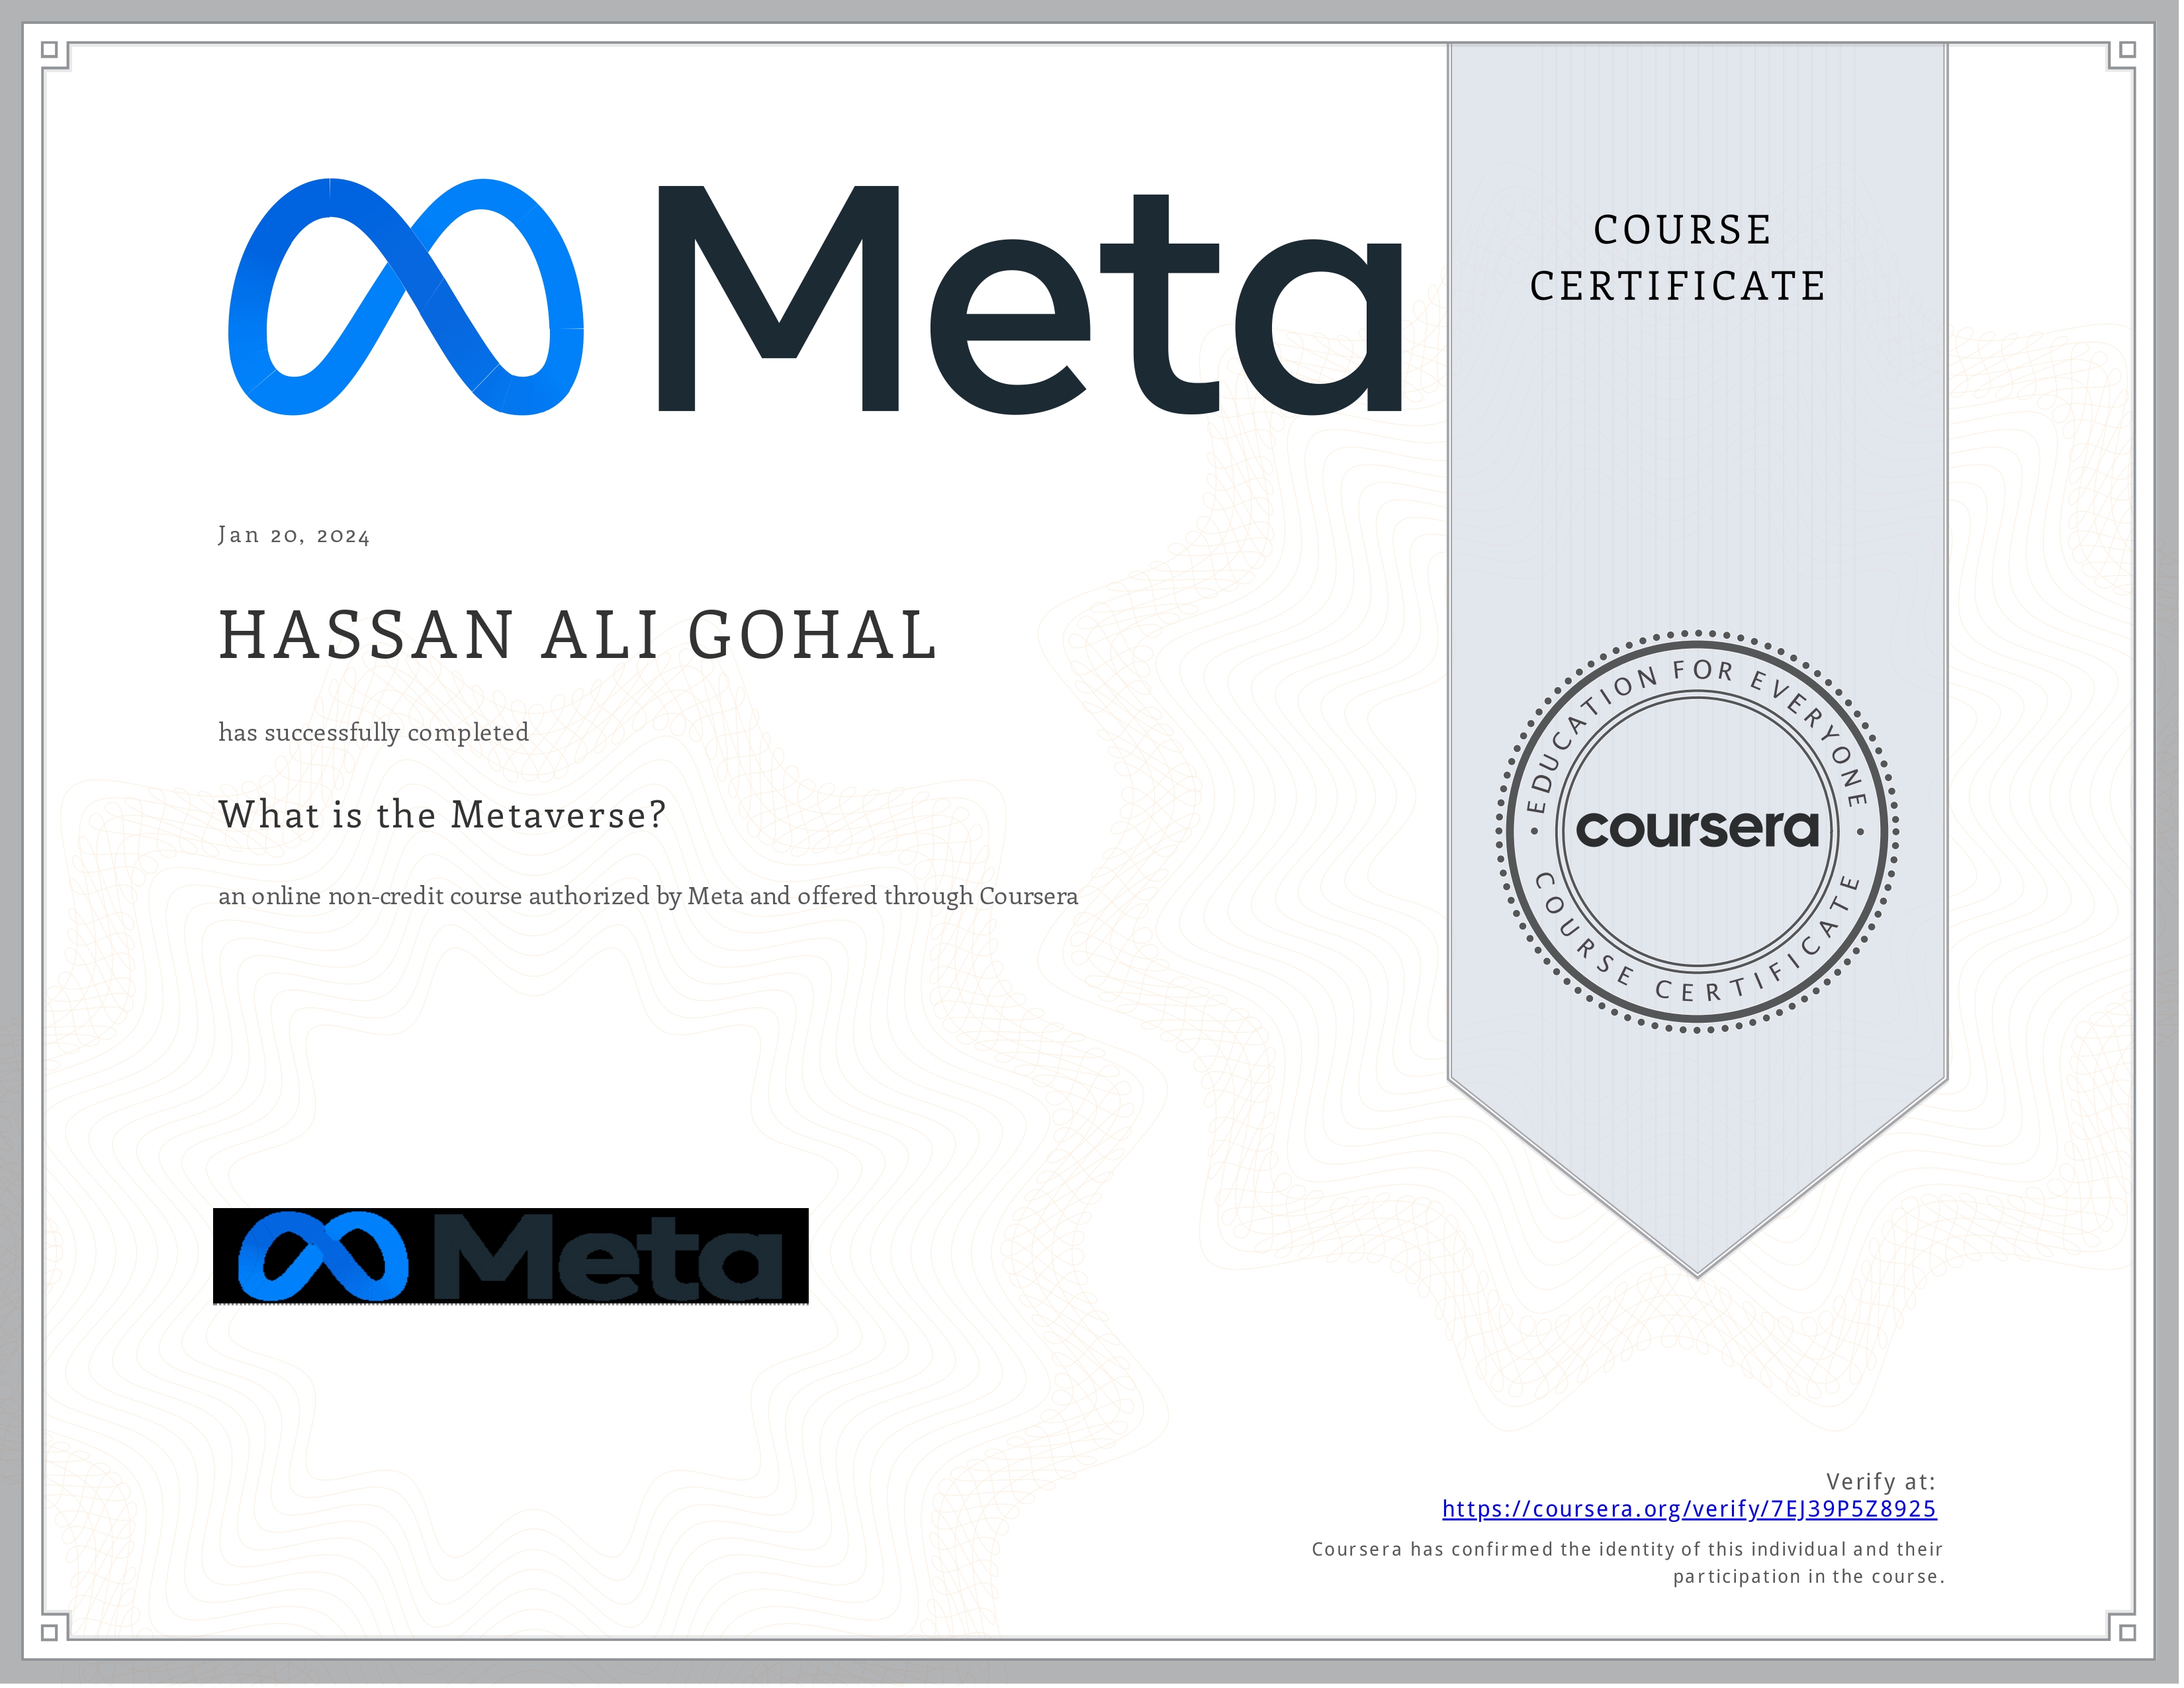 Meta
COURSE
CERTIFICATE
Jan 20, 2024
HASSAN ALI GOHAL
has successfully completed
What is the Metaverse?
an online non-credit course authorized by Meta and offered through Coursera
EDUCATION FOR EVERYONE
coursera
COURSE CERTIFICATE
Meta
Verify at:
https://coursera.org/verify/7EJ39P5Z8925
Coursera has confirmed the identity of this individual and their
participation in the course.